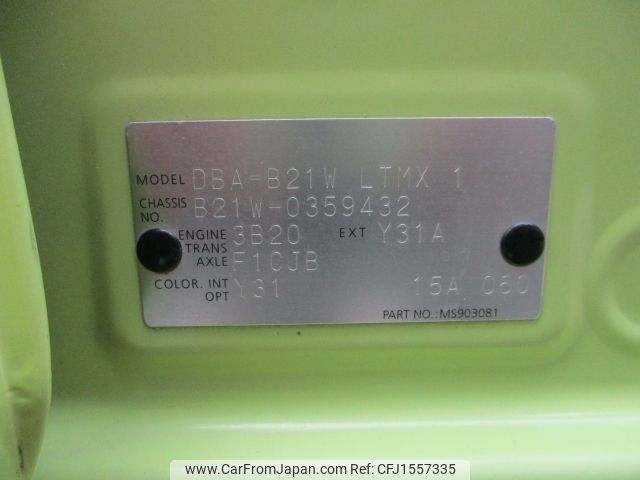 MODEL DBA-B21W LTMX 1
CHASSIS NO. B21W-0359432
ENGINE 3B20 EXT Y31A
TRANS AXLE F1CJB
COLOR. INT Y31
OPT 15A 060
PART NO.:MS903081
www.CarFromJapan.com CFJ1557335